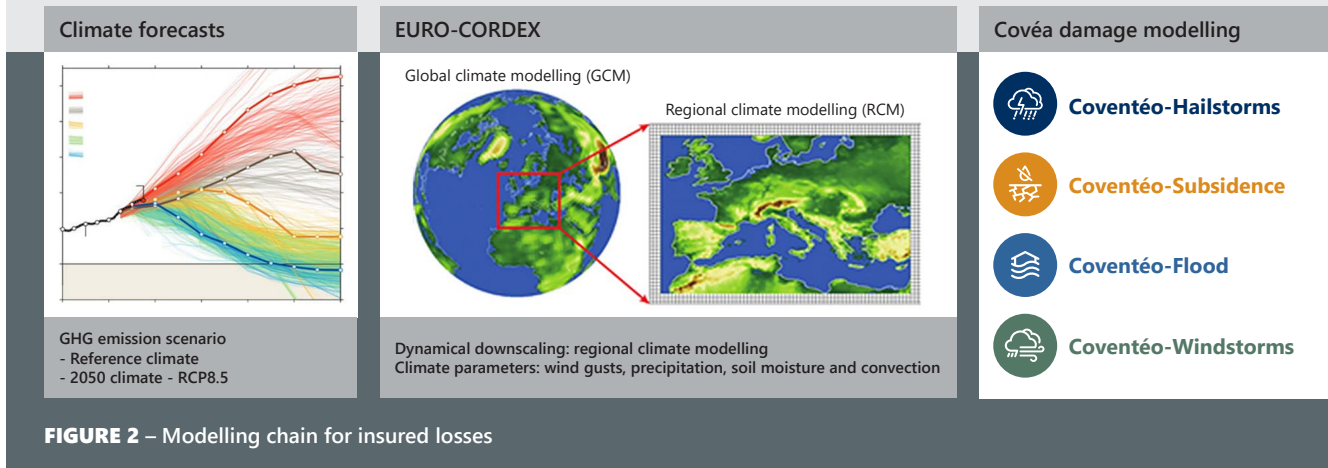 Climate forecasts
GHG emission scenario
- Reference climate
- 2050 climate - RCP8.5
EURO-CORDEX
Global climate modelling (GCM)
Regional climate modelling (RCM)
Dynamical downscaling: regional climate modelling
Climate parameters: wind gusts, precipitation, soil moisture and convection
Covéa damage modelling
Coventéo-Hailstorms
Coventéo-Subsidence
Coventéo-Flood
Coventéo-Windstorms
FIGURE 2 – Modelling chain for insured losses